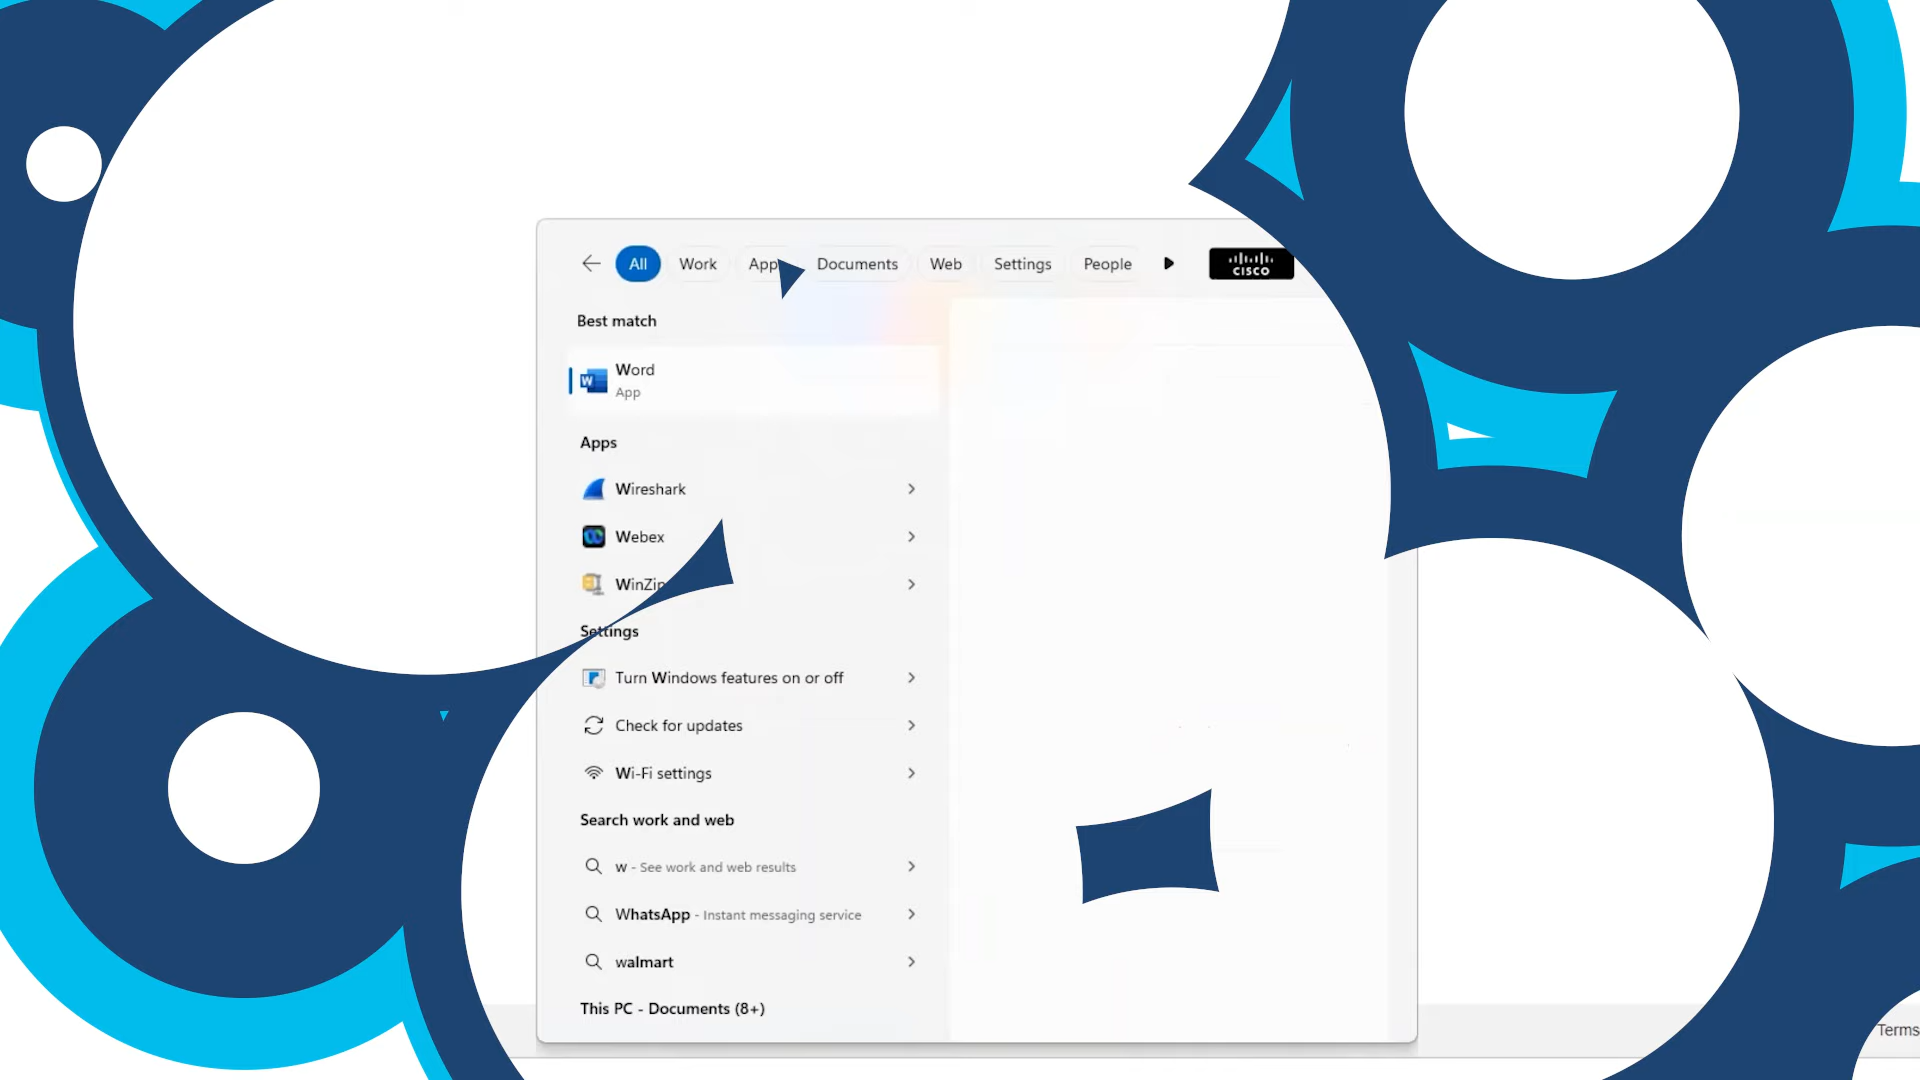 All Work App Documents Web Settings People
CISCO
Best match
Word
App
Apps
Wireshark
Webex
WinZip
Settings
Turn Windows features on or off
Check for updates
Wi-Fi settings
Search work and web
w - See work and web results
WhatsApp - Instant messaging service
walmart
This PC - Documents (8+)
Terms